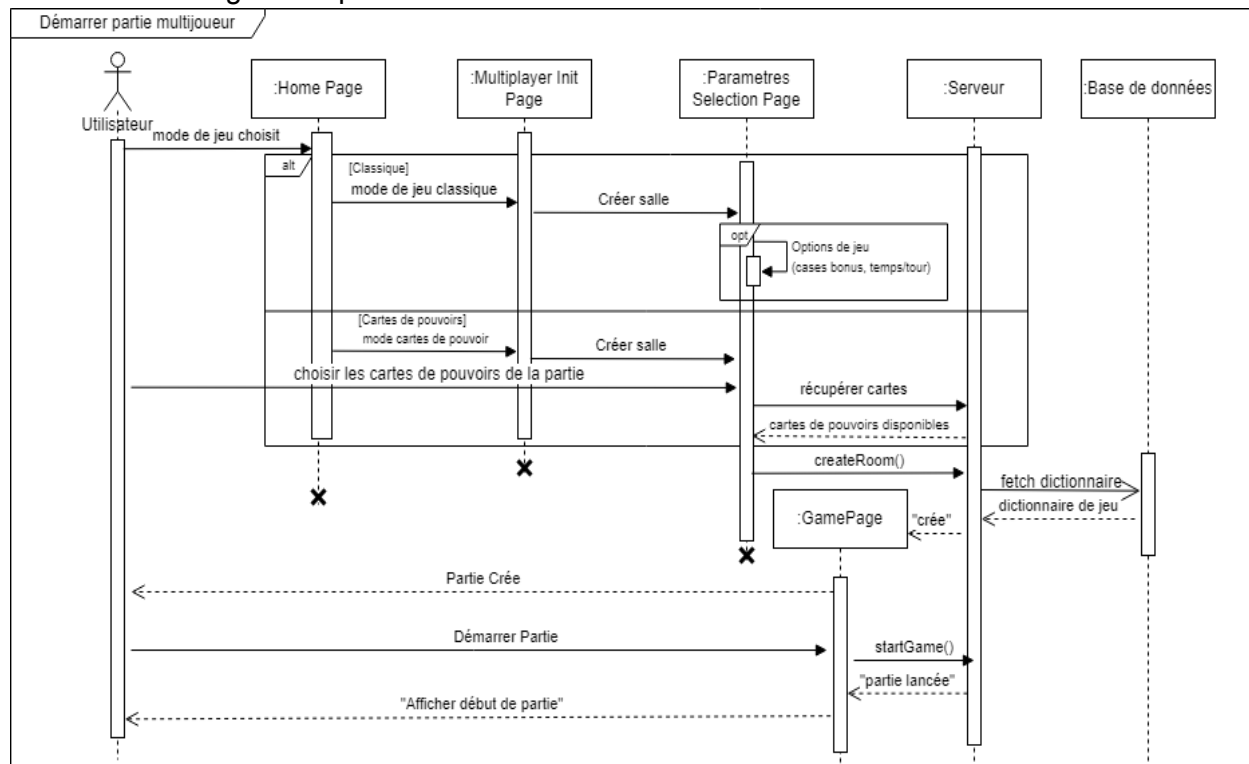 Démarrer partie multijoueur
:Home Page
:Multiplayer Init
Page
:Parametres
Selection Page
:Serveur
:Base de données
Utilisateur
mode de jeu choisit
alt
[Classique]
mode de jeu classique
Créer salle
opt
Options de jeu
(cases bonus, temps/tour)
[Cartes de pouvoirs]
mode cartes de pouvoir
Créer salle
choisir les cartes de pouvoirs de la partie
récupérer cartes
cartes de pouvoirs disponibles
createRoom()
fetch dictionnaire
dictionnaire de jeu
:GamePage
"crée"
Partie Crée
Démarrer Partie
startGame()
"partie lancée"
"Afficher début de partie"